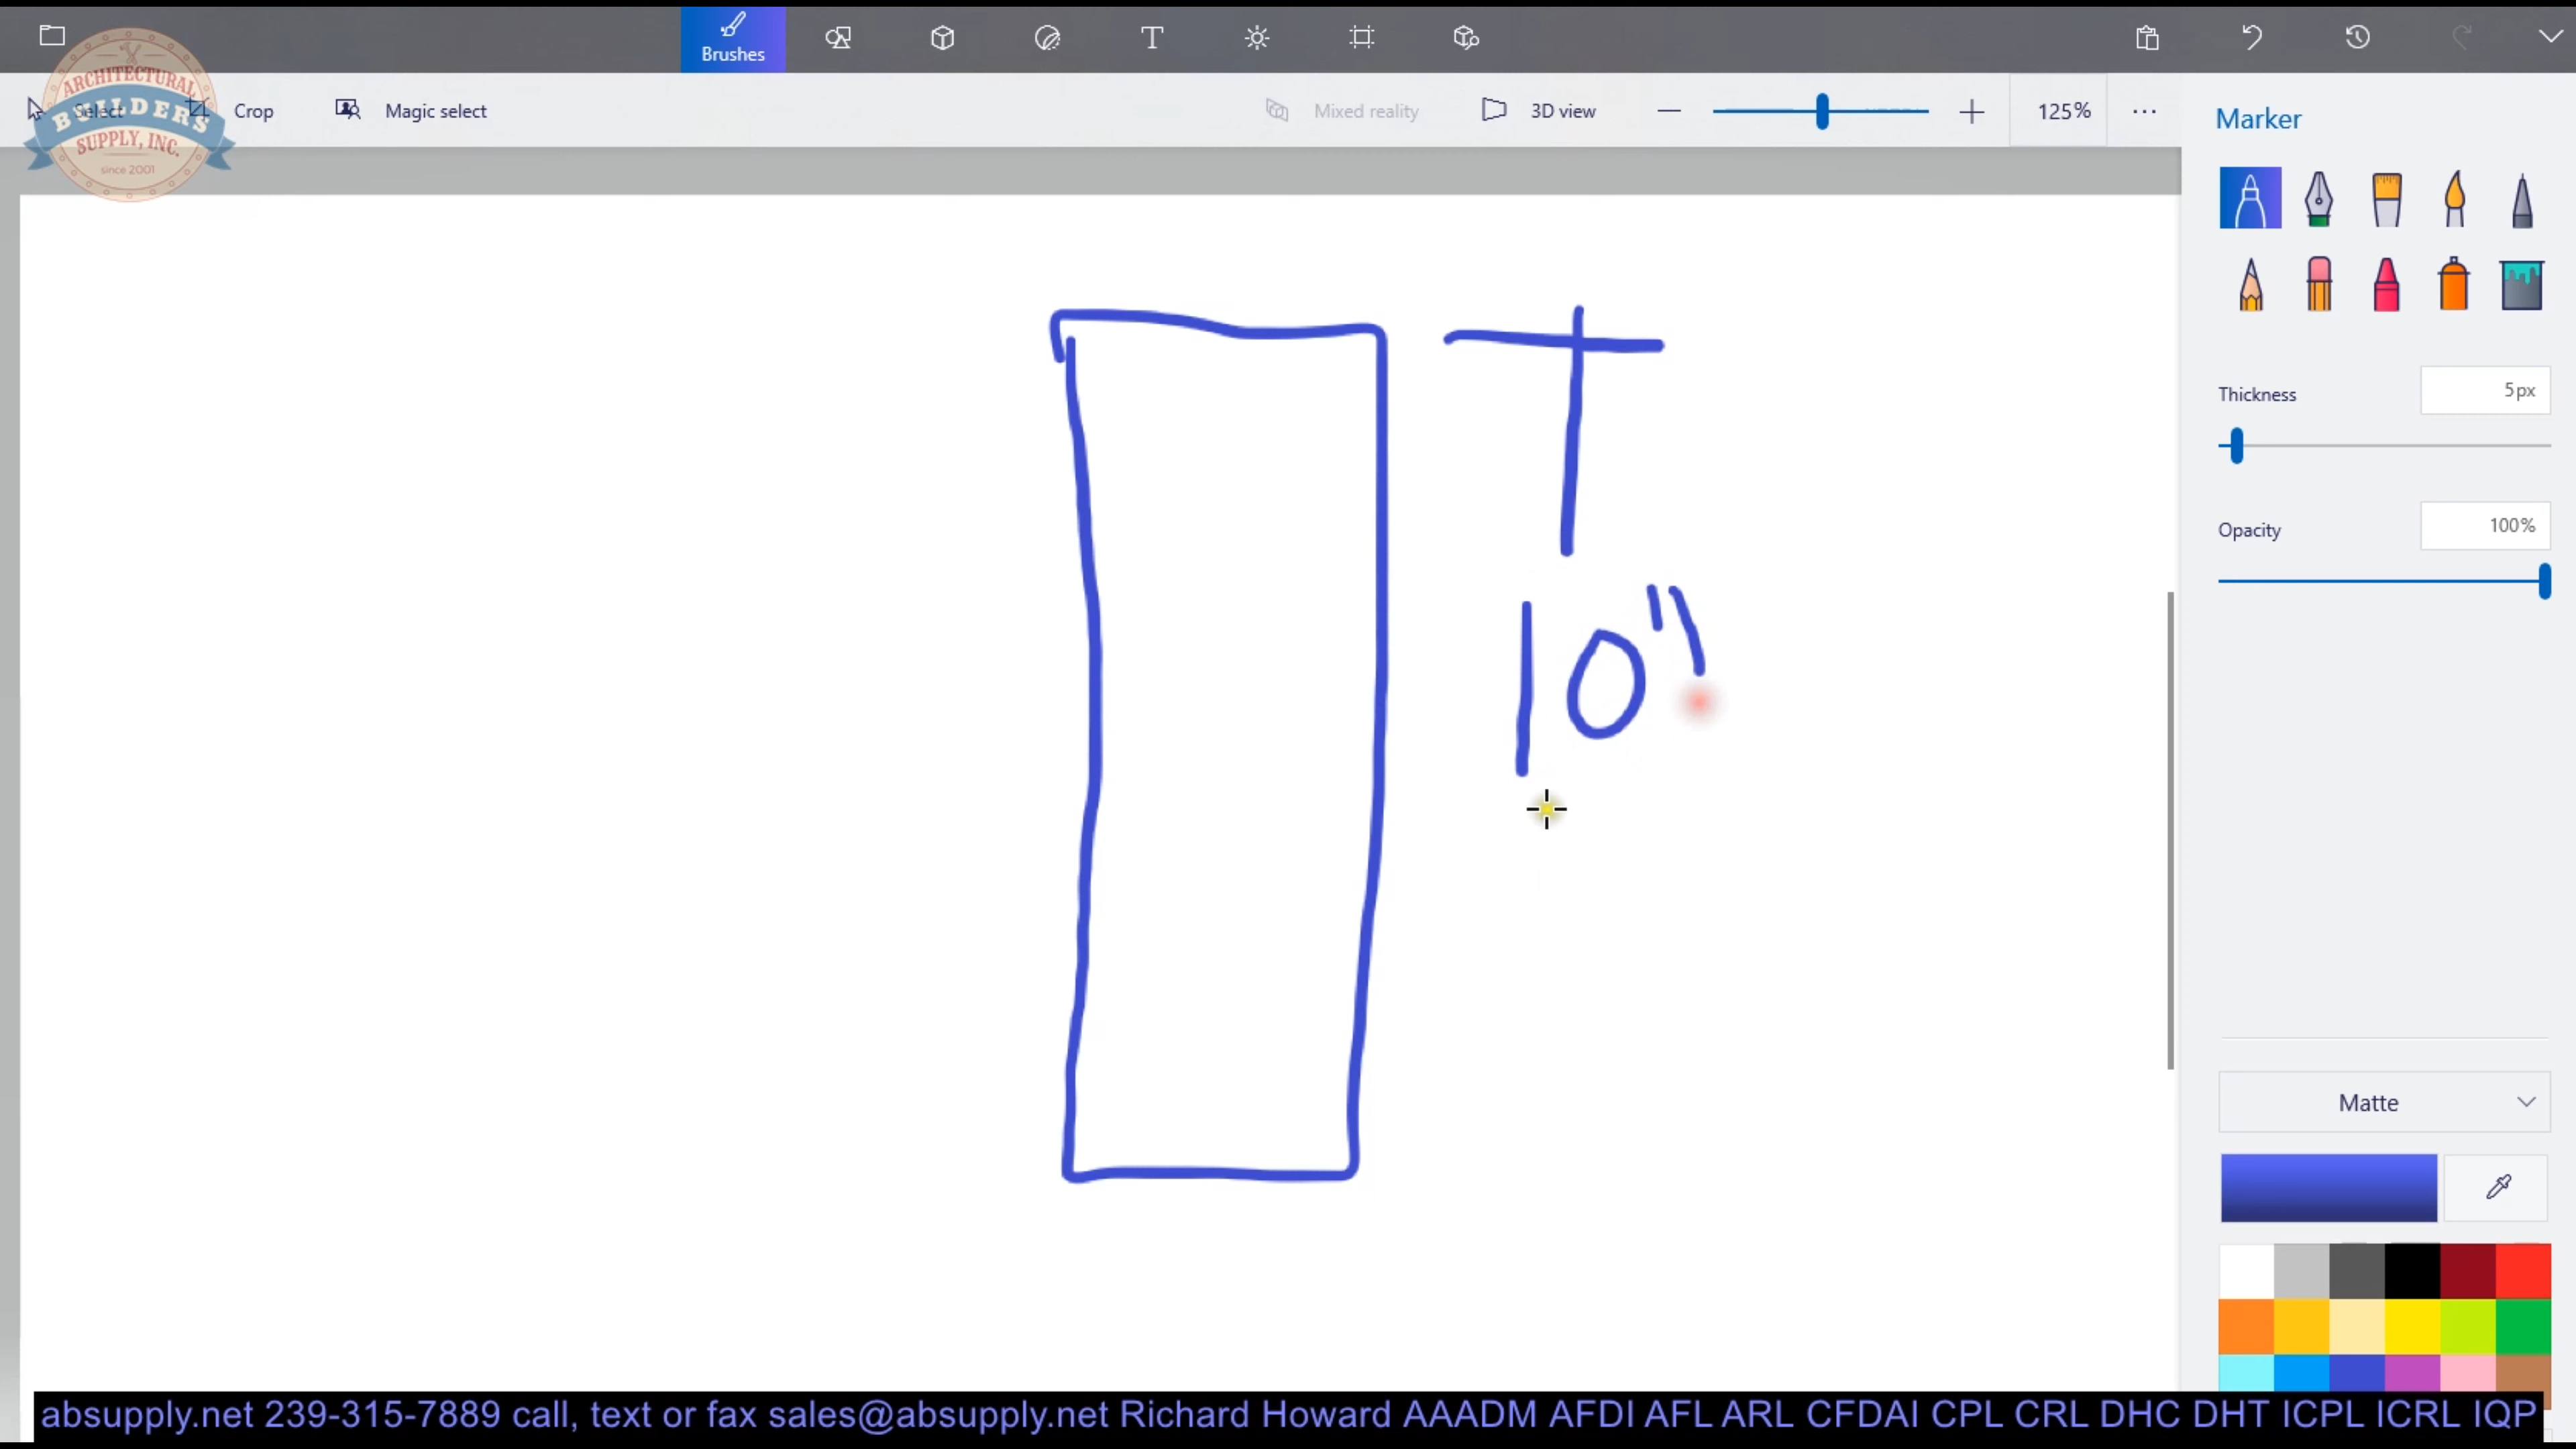 Brushes
T
Select
Crop
Magic select
Mixed reality
3D view
125%
Marker
ARCHITECTURAL
BUILDERS
SUPPLY, INC.
since 2001
Thickness
5px
Opacity
100%
10"
Matte
absupply.net 239-315-7889 call, text or fax sales@absupply.net Richard Howard AAADM AFDI AFL ARL CFDAI CPL CRL DHC DHT ICPL ICRL IQP